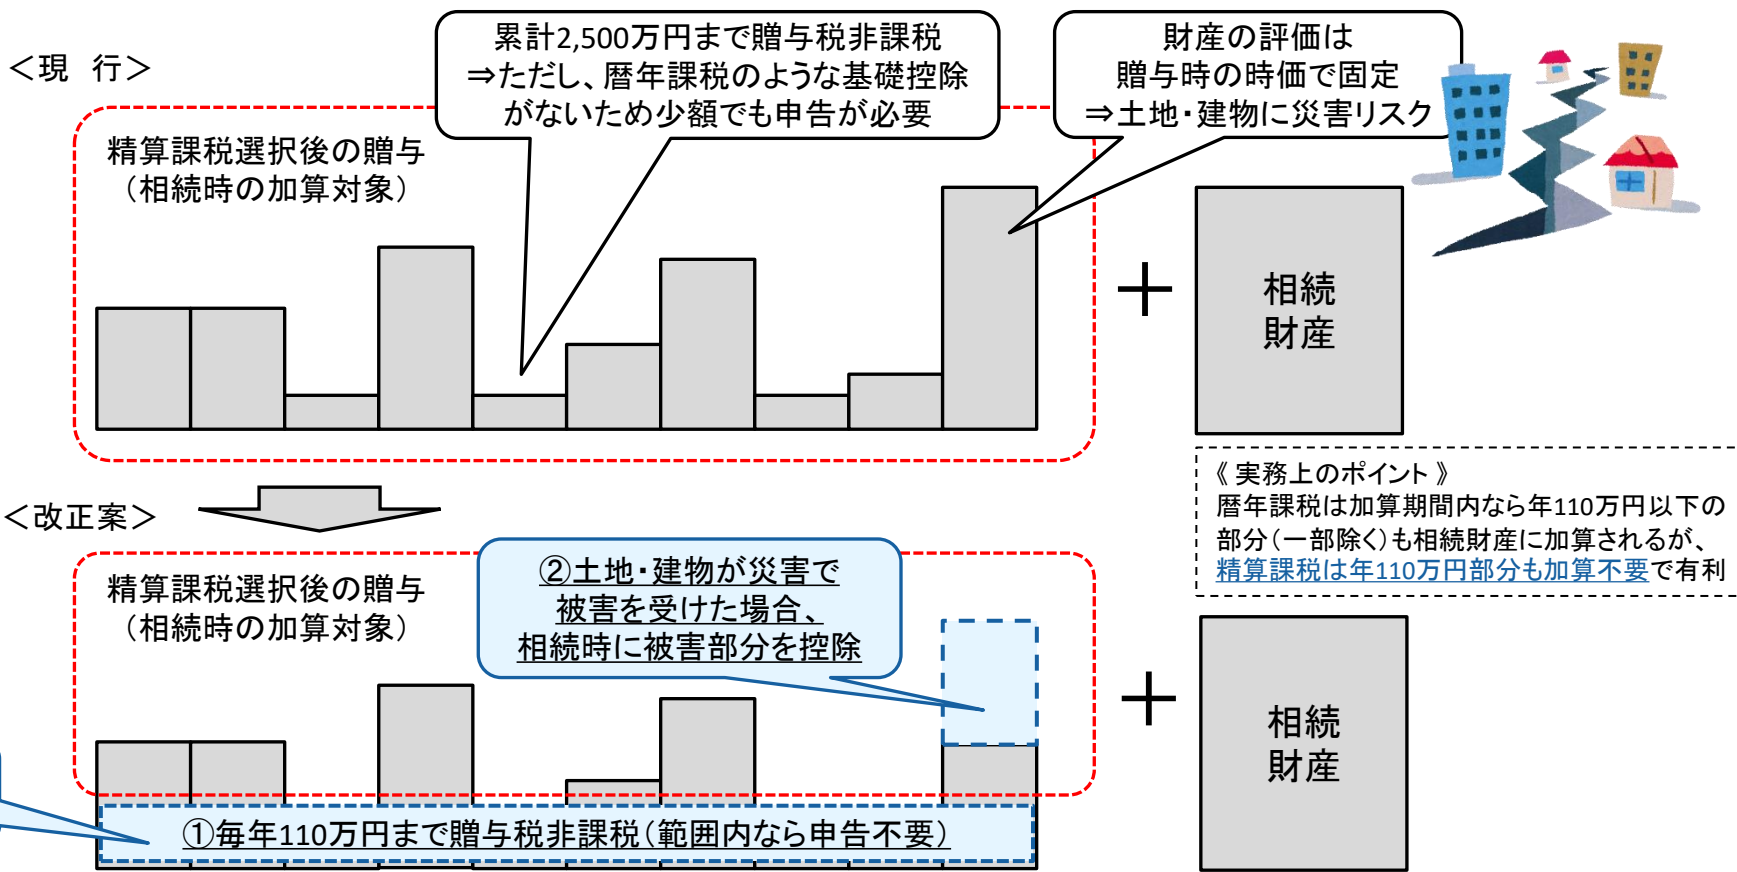 ＜現　行＞
累計2,500万円まで贈与税非課税
⇒ただし、暦年課税のような基礎控除
がないため少額でも申告が必要
財産の評価は
贈与時の時価で固定
⇒土地・建物に災害リスク
精算課税選択後の贈与
（相続時の加算対象）
＋
相続
財産
《 実務上のポイント 》
暦年課税は加算期間内なら年110万円以下の
部分（一部除く）も相続財産に加算されるが、
精算課税は年110万円部分も加算不要で有利
＜改正案＞
精算課税選択後の贈与
（相続時の加算対象）
②土地・建物が災害で
被害を受けた場合、
相続時に被害部分を控除
＋
相続
財産
①毎年110万円まで贈与税非課税（範囲内なら申告不要）